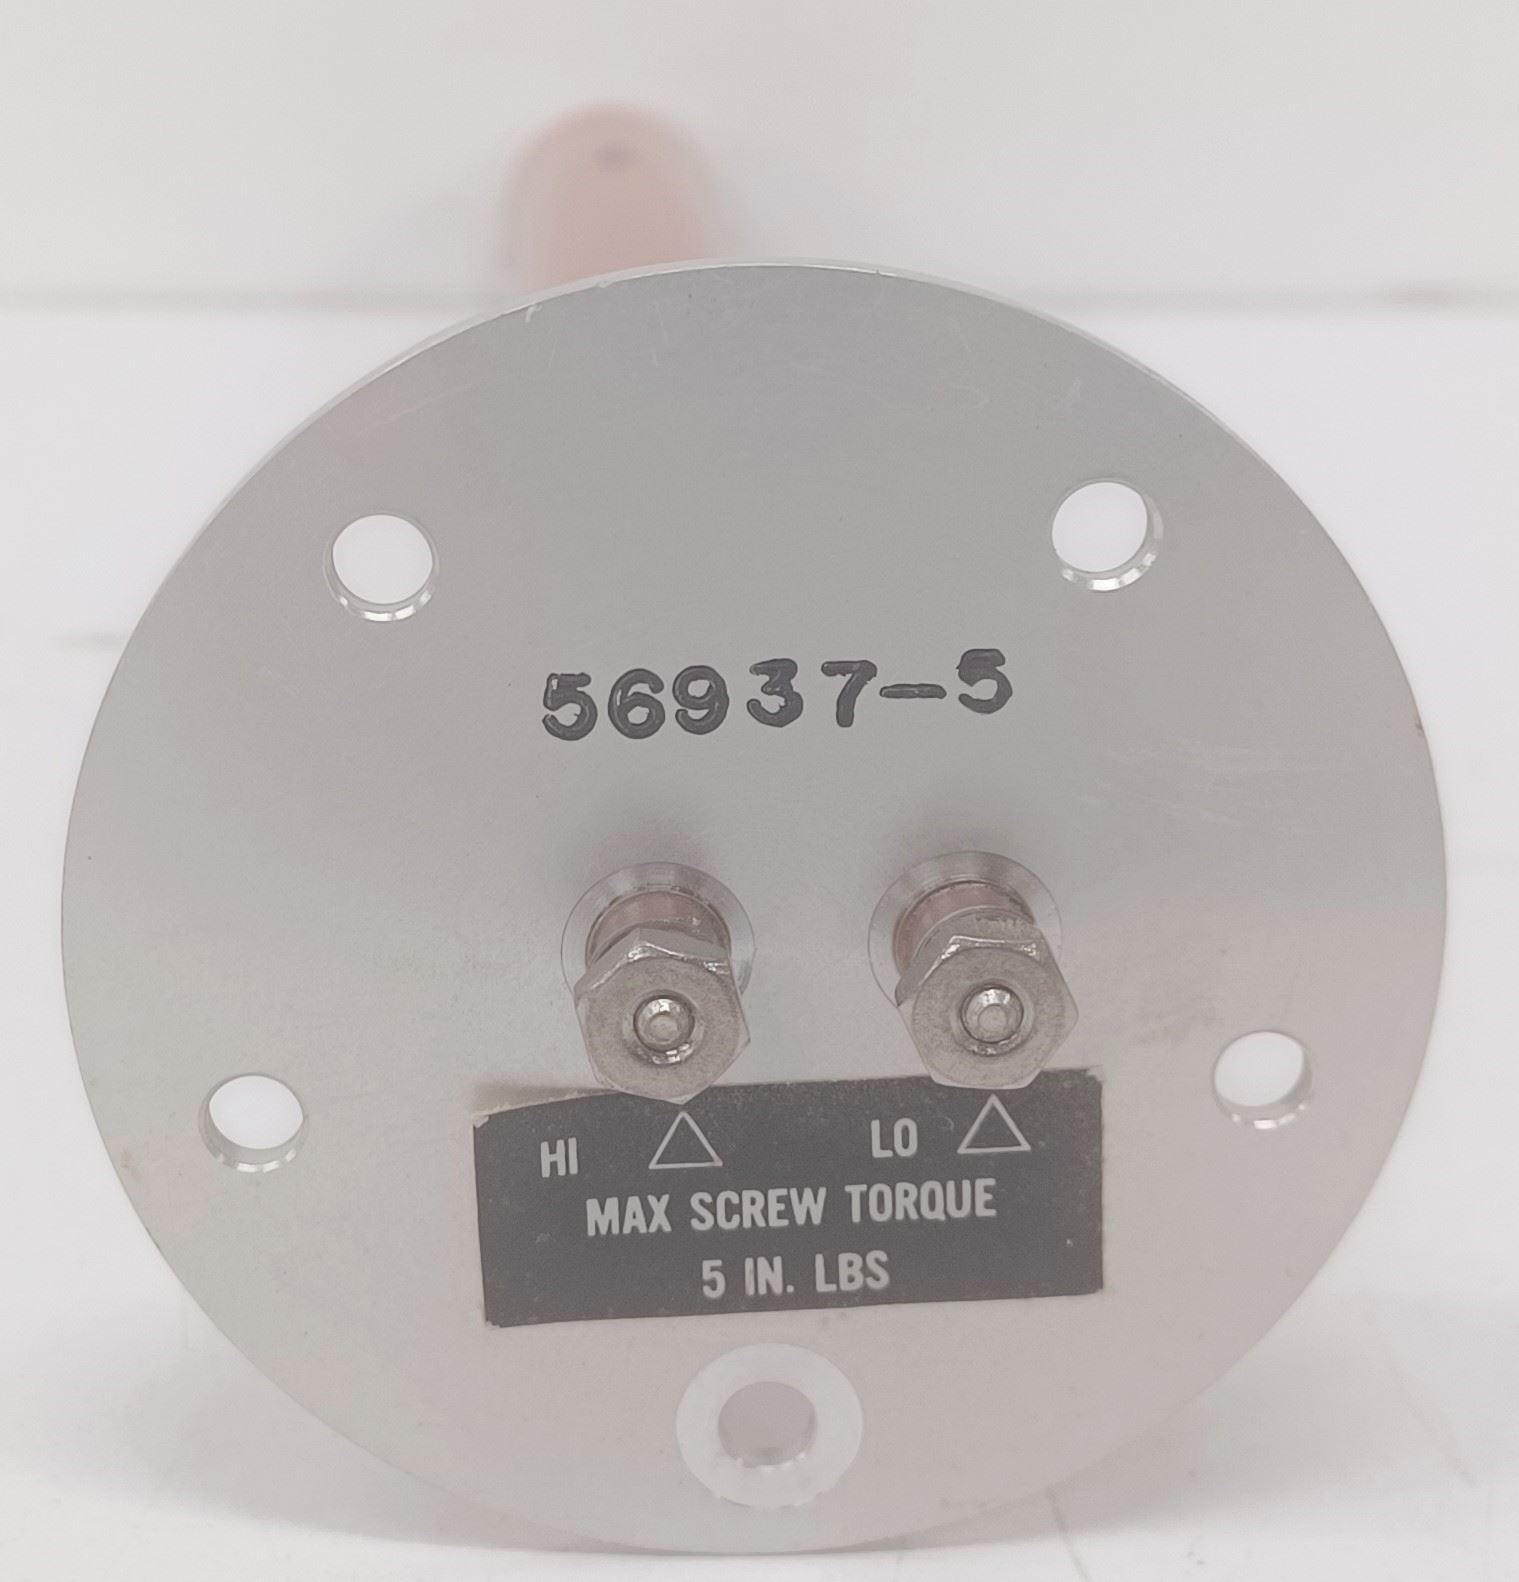 56937-5
HI LO
MAX SCREW TORQUE
5 IN. LBS